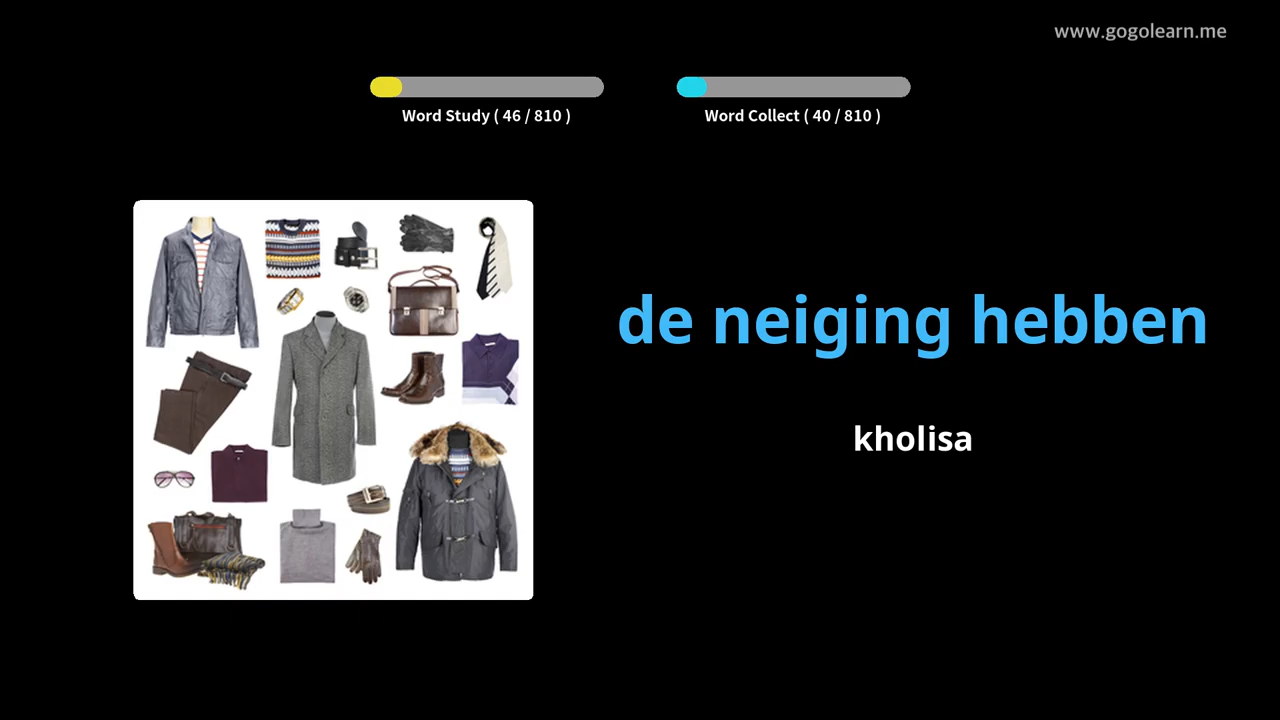 www.gogolearn.me
Word Study ( 46 / 810 )
Word Collect ( 40 / 810 )
de neiging hebben
kholisa